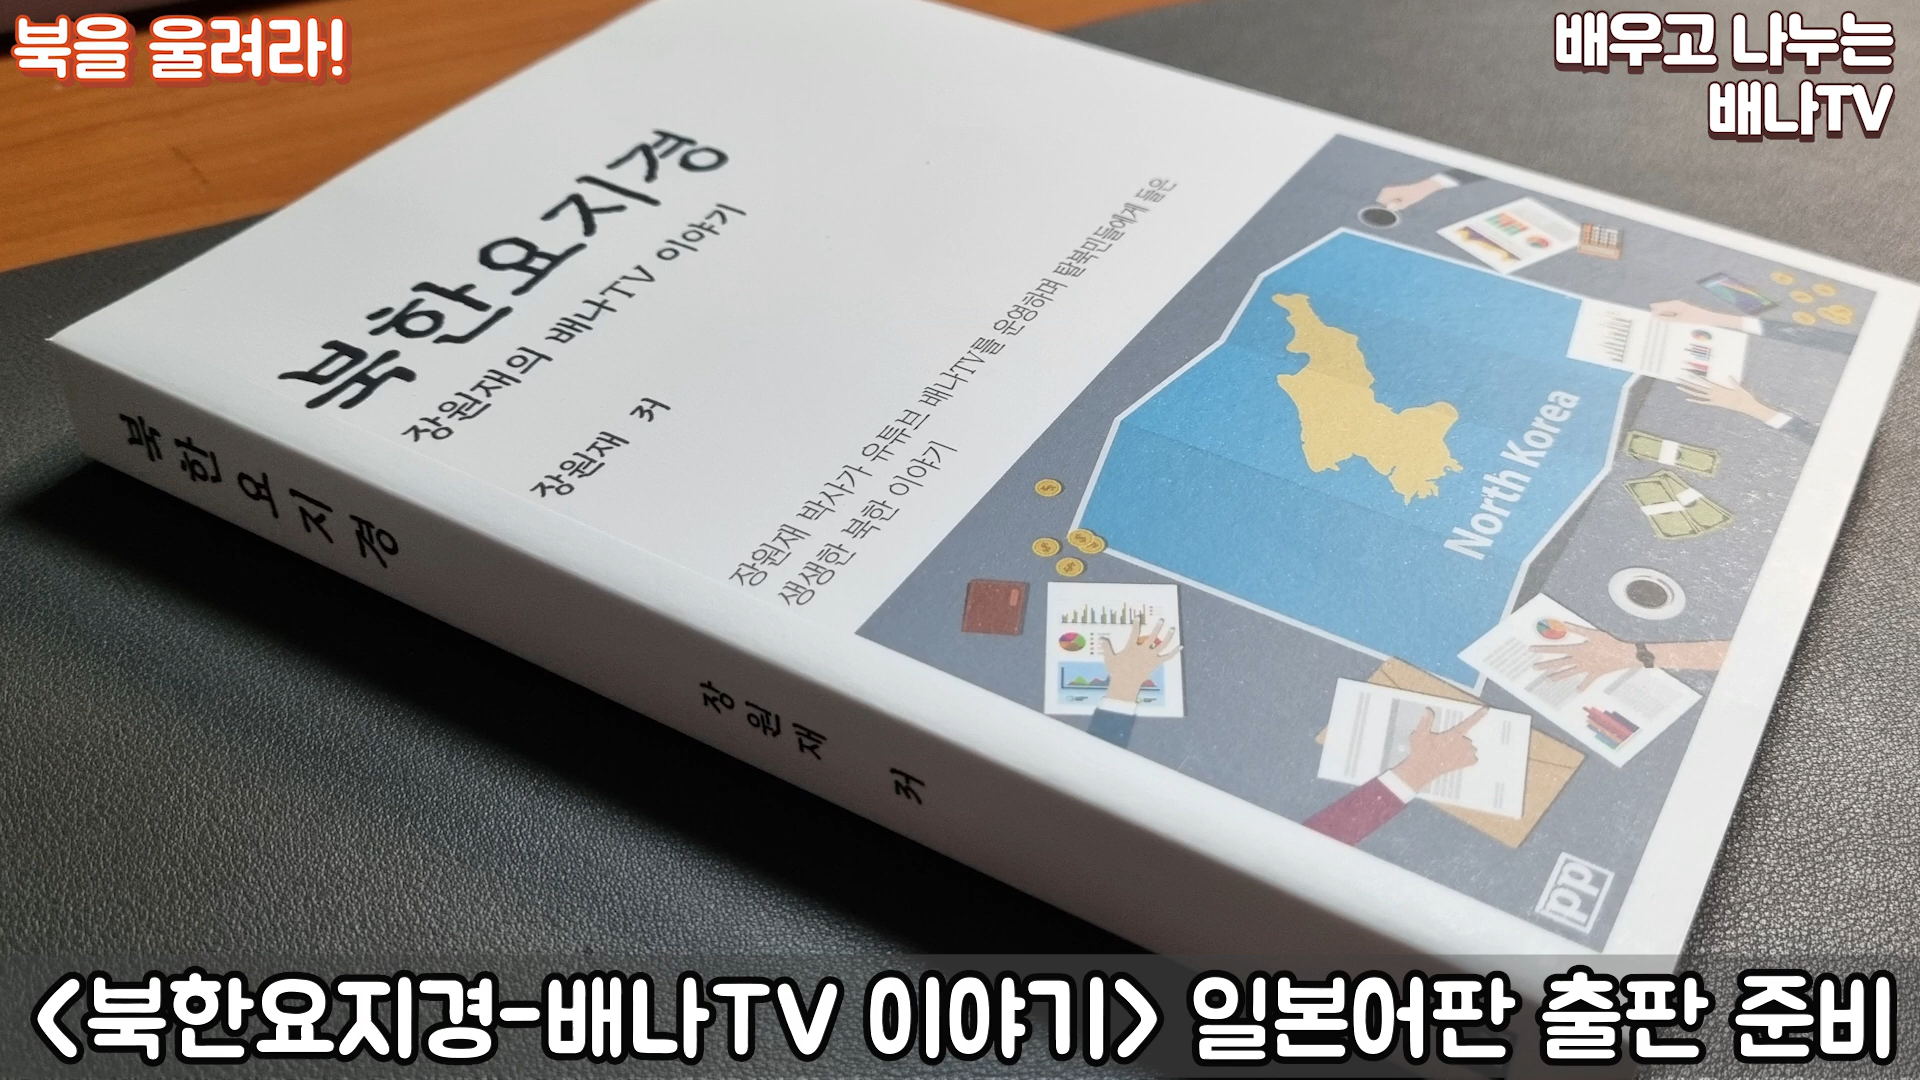 북을 울려라!
배우고 나누는
배나TV
북한요지경
장원재의 배나TV 이야기
장원재 저
장원재 박사가 유튜브 배나TV를 운영하며 탈북민들에게 들은
생생한 북한 이야기
North Korea
pp
북한요지경
장원재 저
<북한요지경-배나TV 이야기> 일본어판 출판 준비